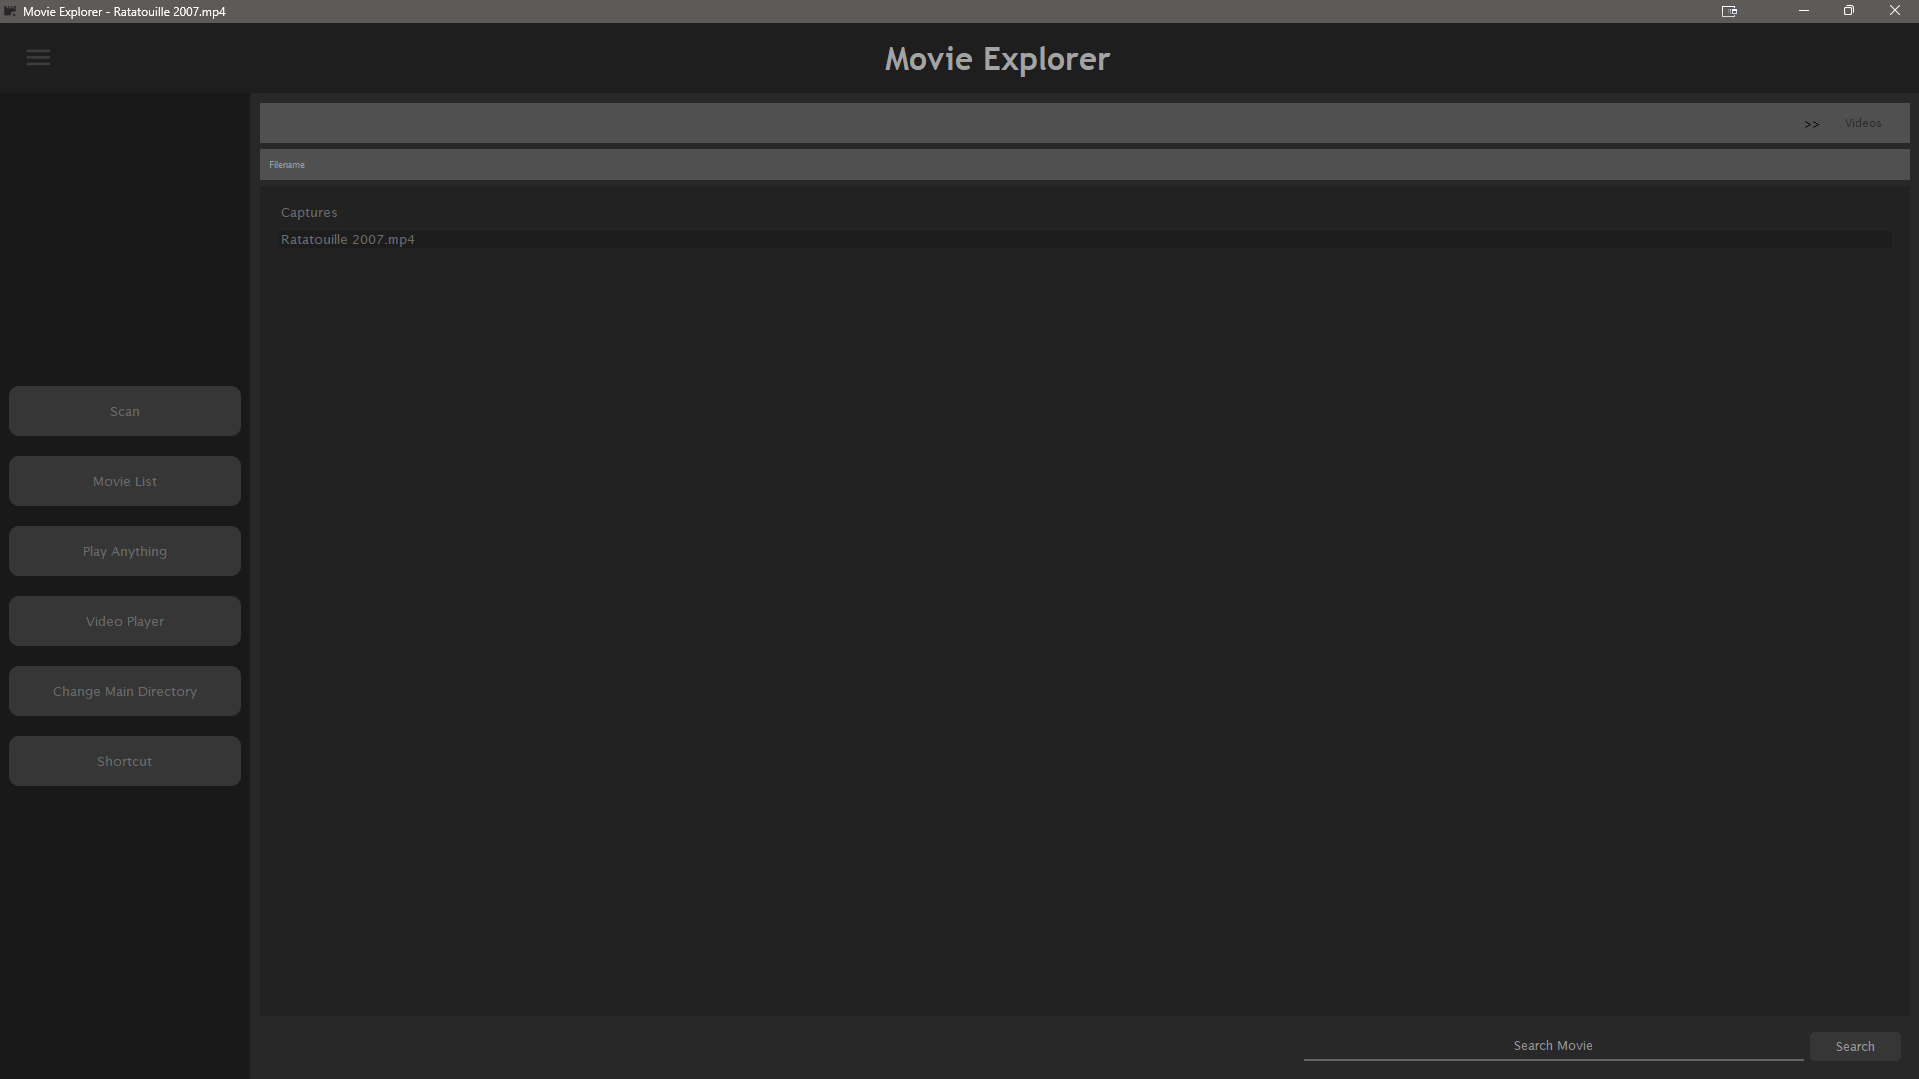 Movie Explorer - Ratatouille 2007.mp4
Movie Explorer
>> Videos
Filename
Captures
Ratatouille 2007.mp4
Scan
Movie List
Play Anything
Video Player
Change Main Directory
Shortcut
Search Movie Search